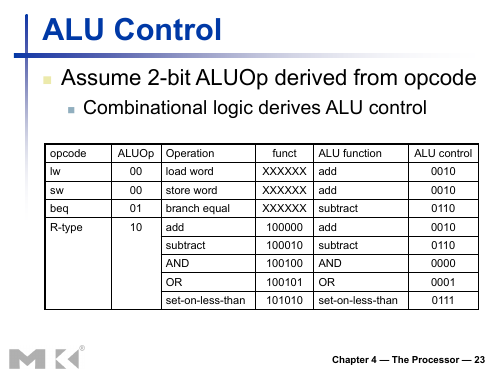 ALU Control
Assume 2-bit ALUOp derived from opcode
Combinational logic derives ALU control
opcode ALUOp Operation funct ALU function ALU control
lw 00 load word XXXXXX add 0010
sw 00 store word XXXXXX add 0010
beq 01 branch equal XXXXXX subtract 0110
R-type 10 add 100000 add 0010
subtract 100010 subtract 0110
AND 100100 AND 0000
OR 100101 OR 0001
set-on-less-than 101010 set-on-less-than 0111
MK®
Chapter 4 — The Processor — 23